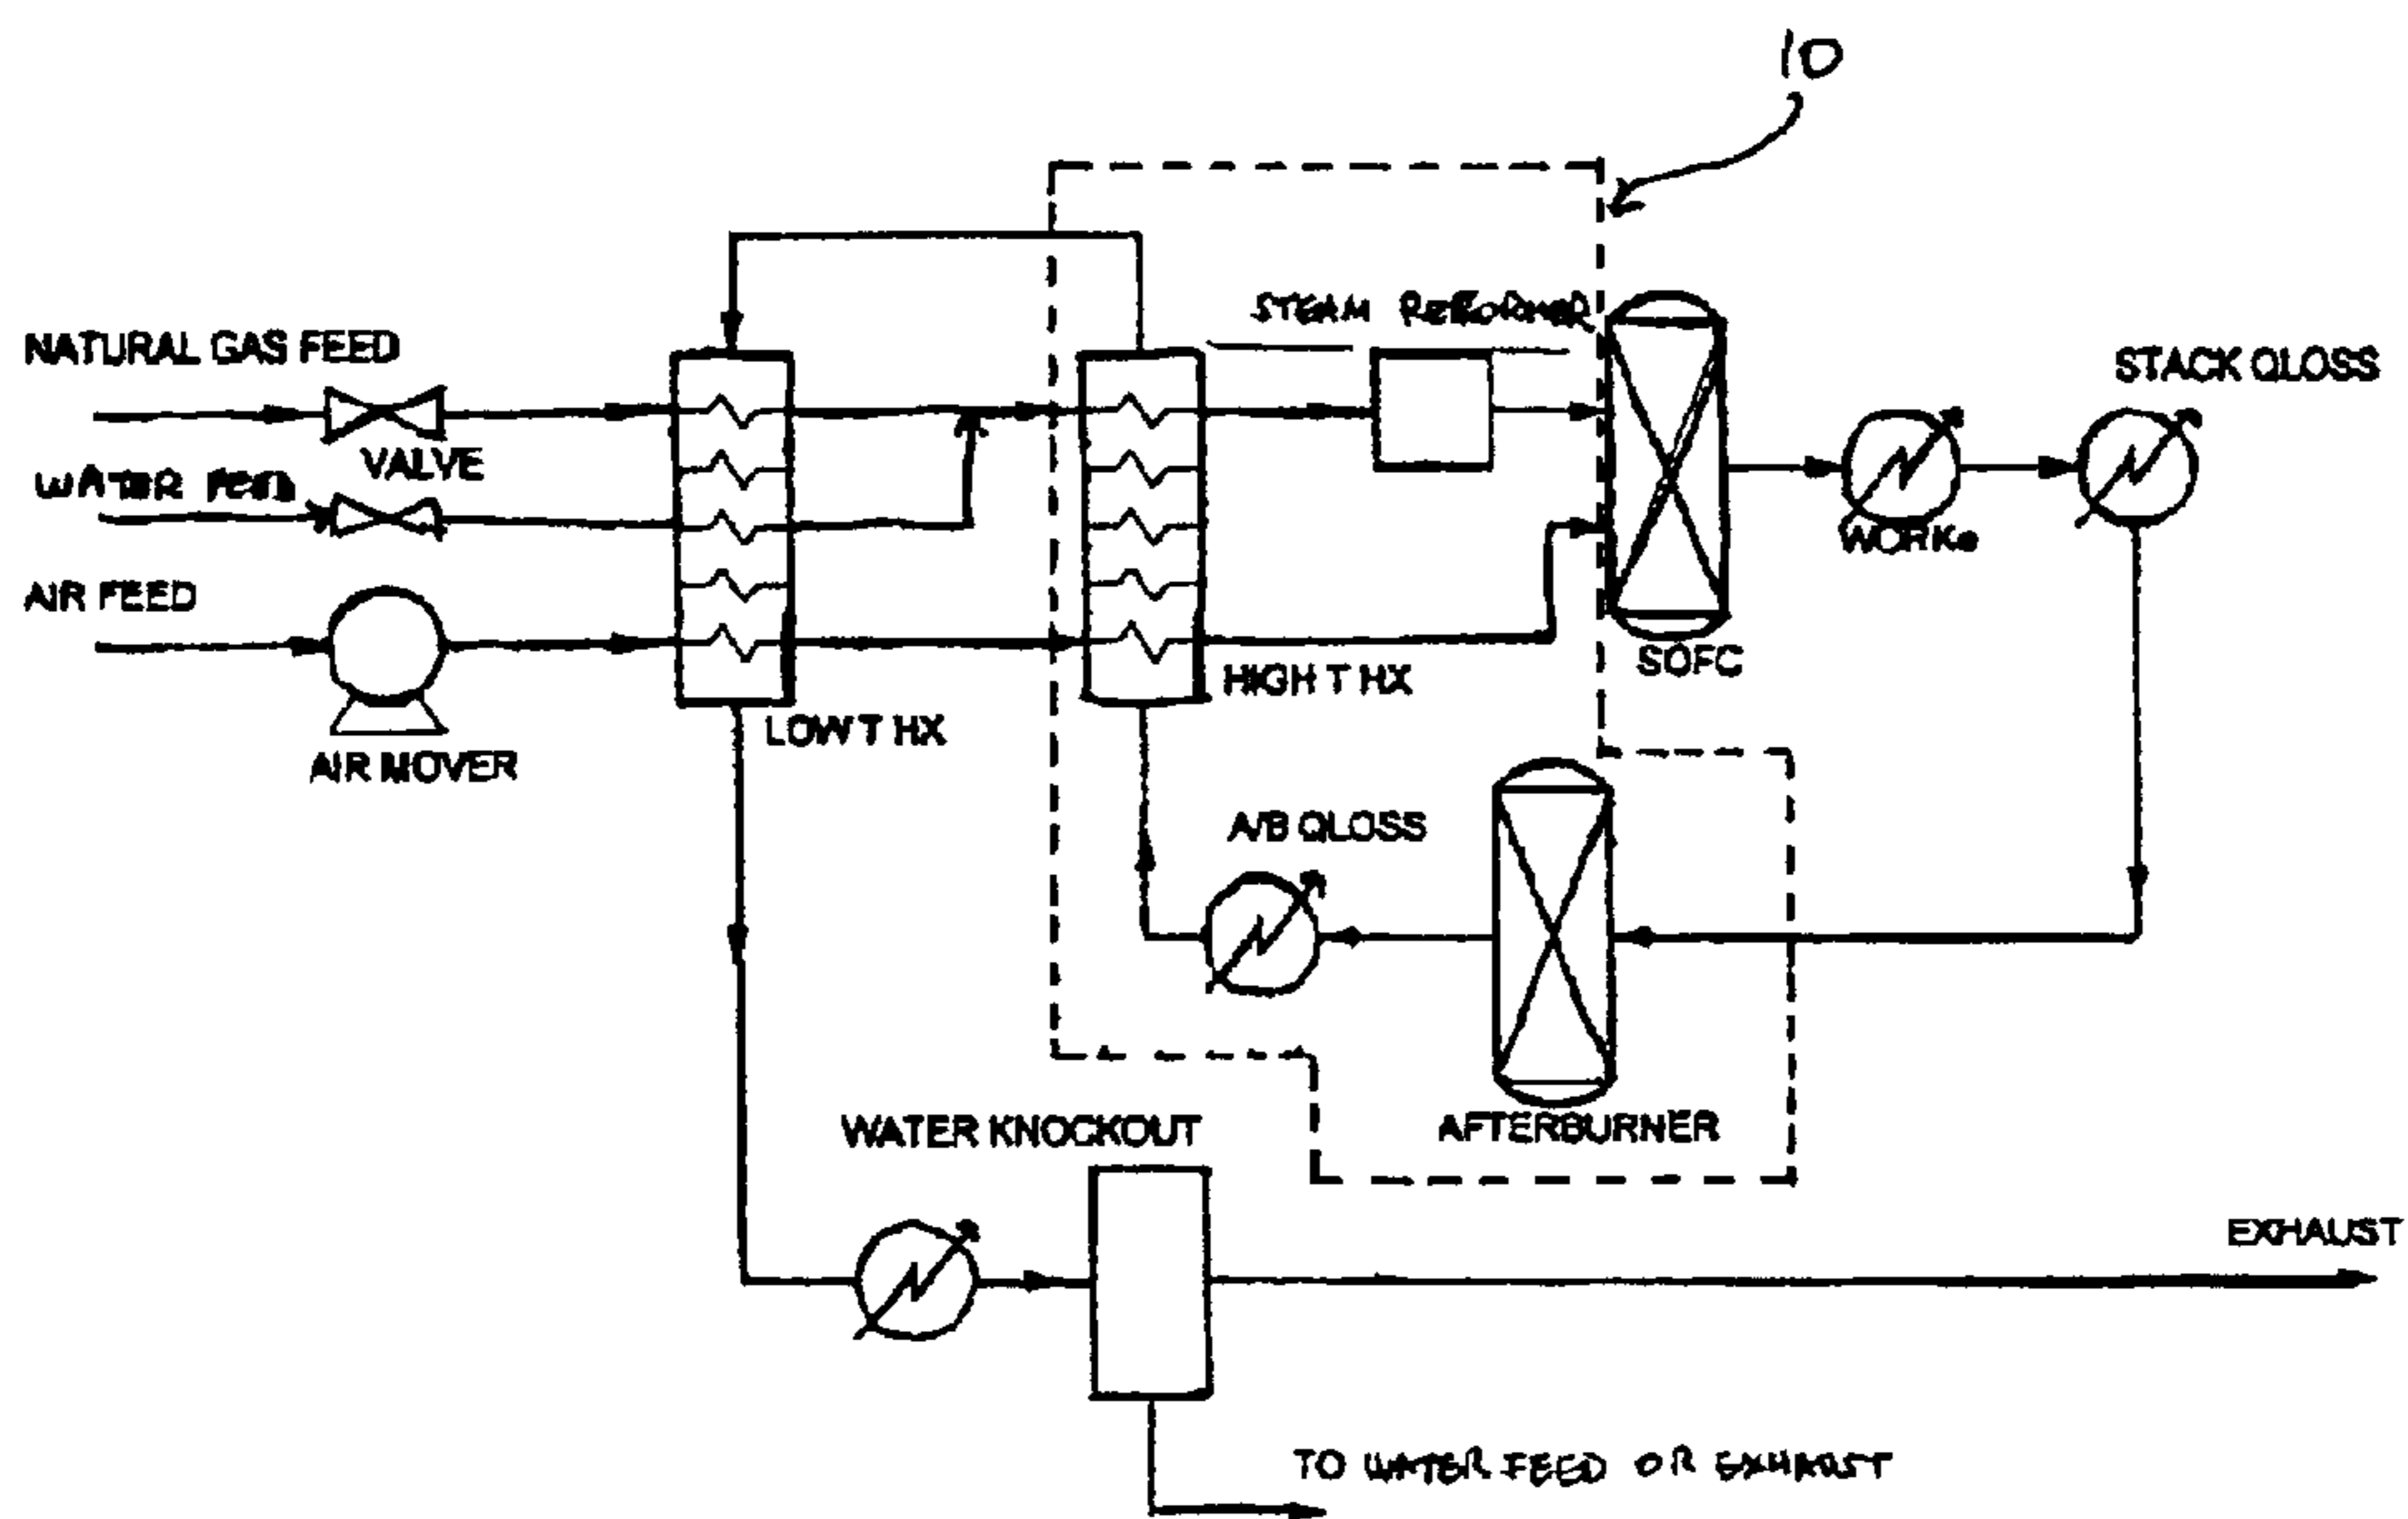 10
STEAM REFORMER
NATURAL GAS FEED
STACK QLOSS
VALVE
WATER FEED
WORKe
AIR FEED
SOFC
HIGH T HX
LOW T HX
AIR MOVER
A/B QLOSS
WATER KNOCKOUT
AFTERBURNER
EXHAUST
TO WATER FEED OR EXHAUST